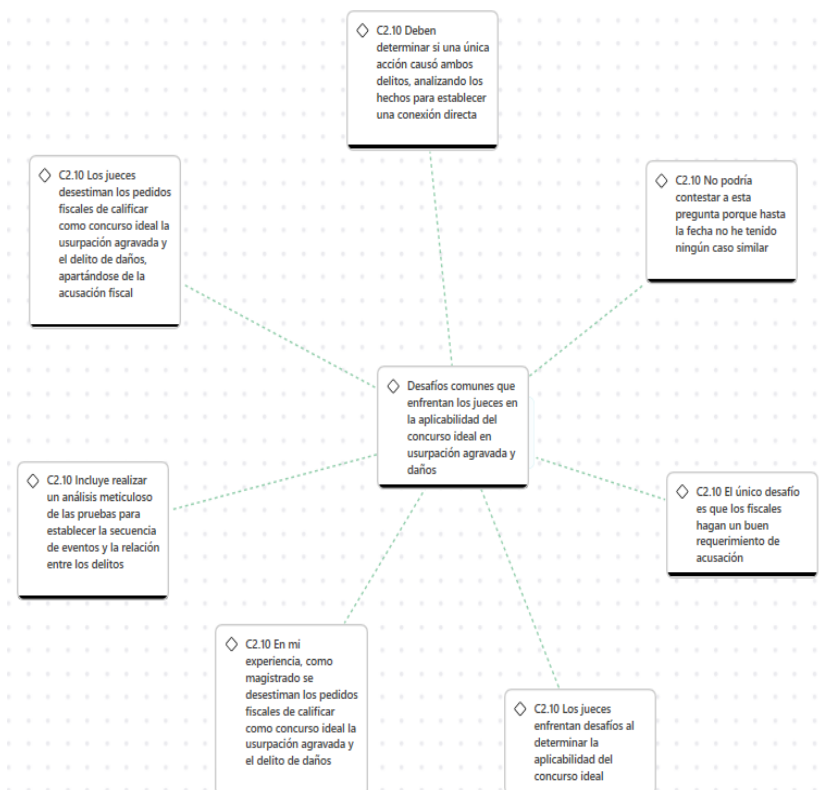 C2.10 Deben
determinar si una única
acción causó ambos
delitos, analizando los
hechos para establecer
una conexión directa
C2.10 Los jueces
desestiman los pedidos
fiscales de calificar
como concurso ideal la
usurpación agravada y
el delito de daños,
apartándose de la
acusación fiscal
C2.10 No podría
contestar a esta
pregunta porque hasta
la fecha no he tenido
ningún caso similar
Desafíos comunes que
enfrentan los jueces en
la aplicabilidad del
concurso ideal en
usurpación agravada y
daños
C2.10 Incluye realizar
un análisis meticuloso
de las pruebas para
establecer la secuencia
de eventos y la relación
entre los delitos
C2.10 El único desafío
es que los fiscales
hagan un buen
requerimiento de
acusación
C2.10 En mi
experiencia, como
magistrado se
desestiman los pedidos
fiscales de calificar
como concurso ideal la
usurpación agravada y
el delito de daños
C2.10 Los jueces
enfrentan desafíos al
determinar la
aplicabilidad del
concurso ideal